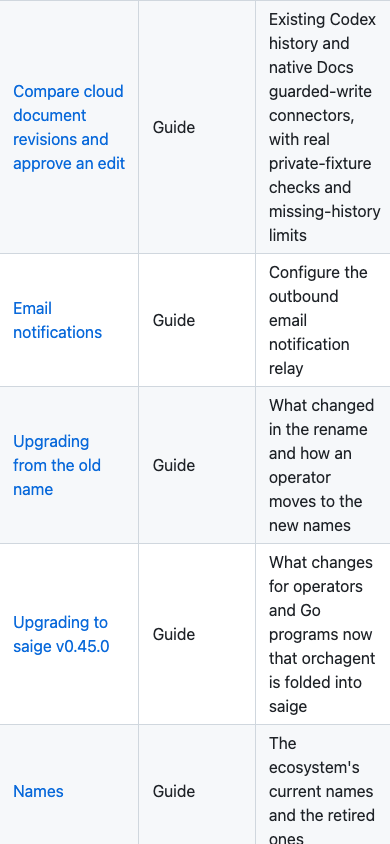 Compare cloud
document
revisions and
approve an edit
Guide
Existing Codex
history and
native Docs
guarded-write
connectors,
with real
private-fixture
checks and
missing-history
limits
Email
notifications
Guide
Configure the
outbound
email
notification
relay
Upgrading
from the old
name
Guide
What changed
in the rename
and how an
operator
moves to the
new names
Upgrading to
saige v0.45.0
Guide
What changes
for operators
and Go
programs now
that orchagent
is folded into
saige
Names
Guide
The
ecosystem's
current names
and the retired
ones